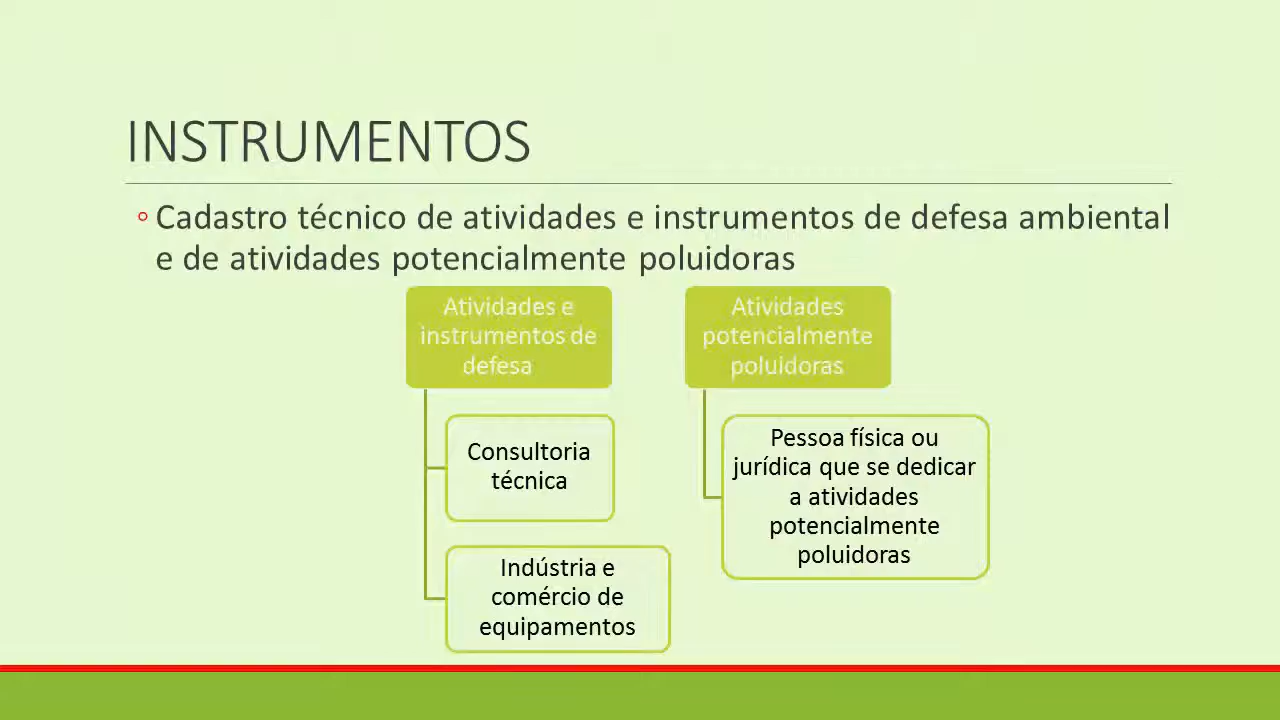 INSTRUMENTOS
◦ Cadastro técnico de atividades e instrumentos de defesa ambiental
e de atividades potencialmente poluidoras
Atividades e
instrumentos de
defesa
Consultoria
técnica
Indústria e
comércio de
equipamentos
Atividades
potencialmente
poluidoras
Pessoa física ou
jurídica que se dedicar
a atividades
potencialmente
poluidoras